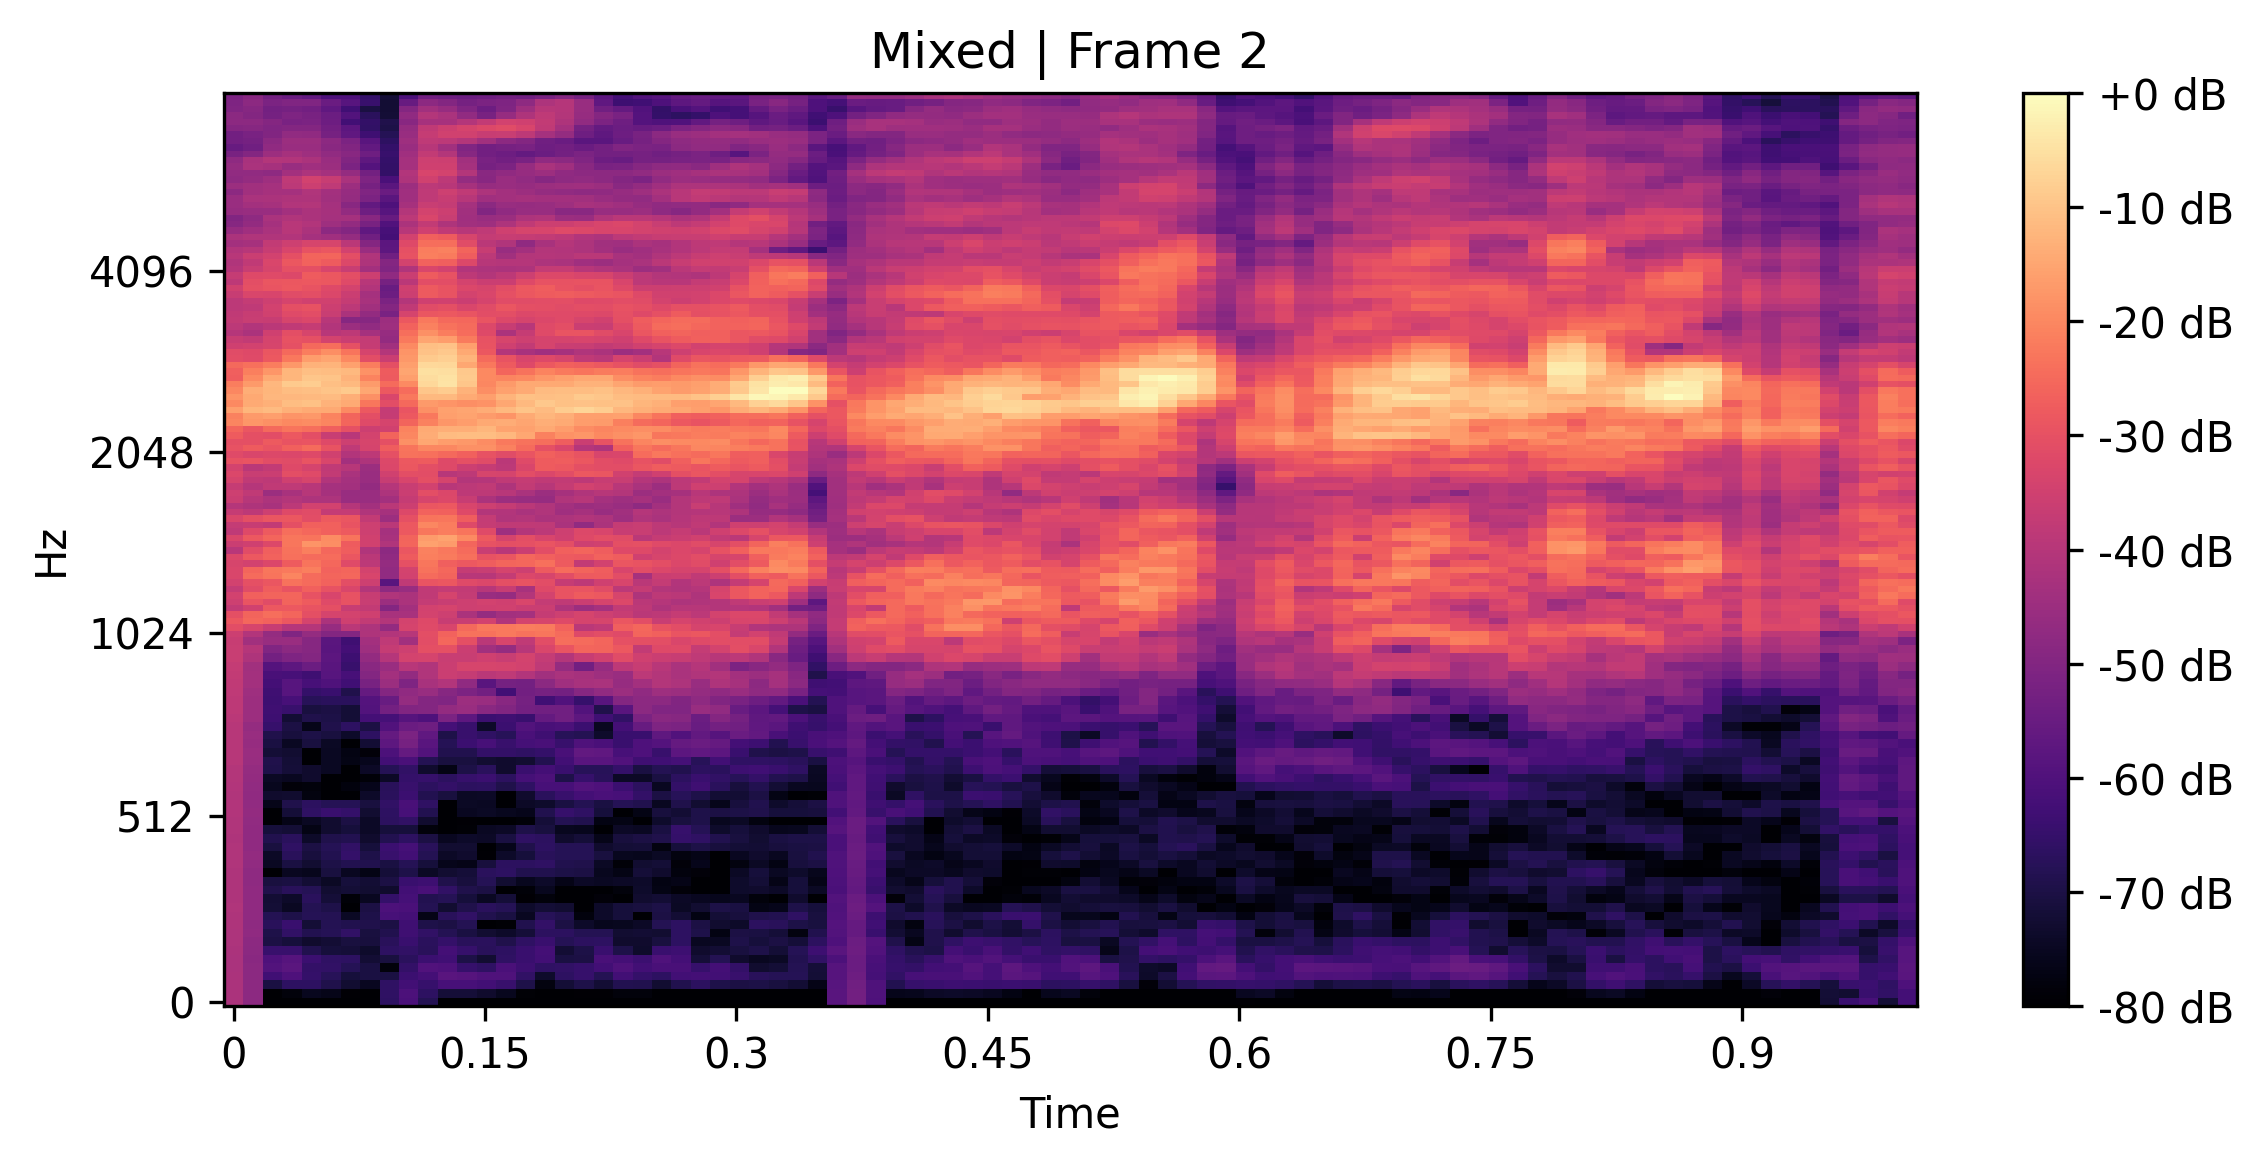 Mixed | Frame 2
Hz
4096
2048
1024
512
0
0
0.15
0.3
0.45
0.6
0.75
0.9
Time
+0 dB
-10 dB
-20 dB
-30 dB
-40 dB
-50 dB
-60 dB
-70 dB
-80 dB